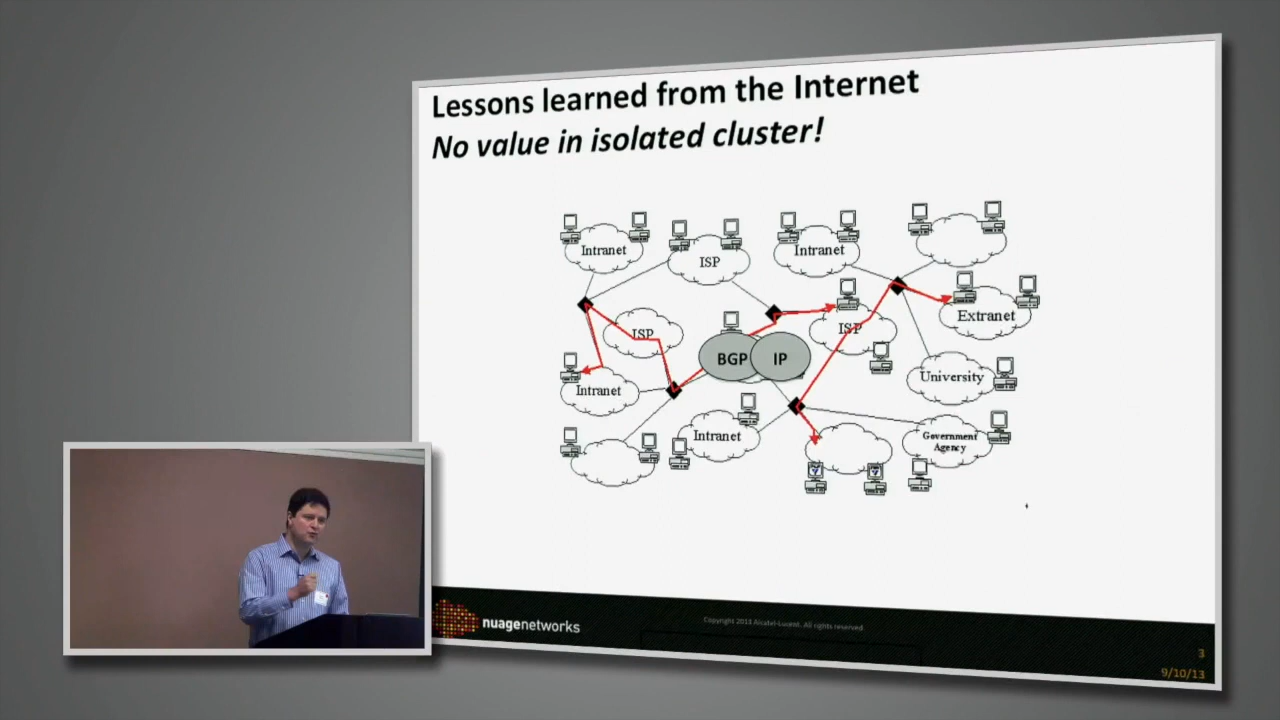 Lessons learned from the Internet
No value in isolated cluster!
Intranet
ISP
Intranet
ISP
ISP
Extranet
BGP
IP
Intranet
University
Intranet
Government
Agency
nuagenetworks
Copyright 2013 Alcatel-Lucent. All rights reserved.
3
9/10/13